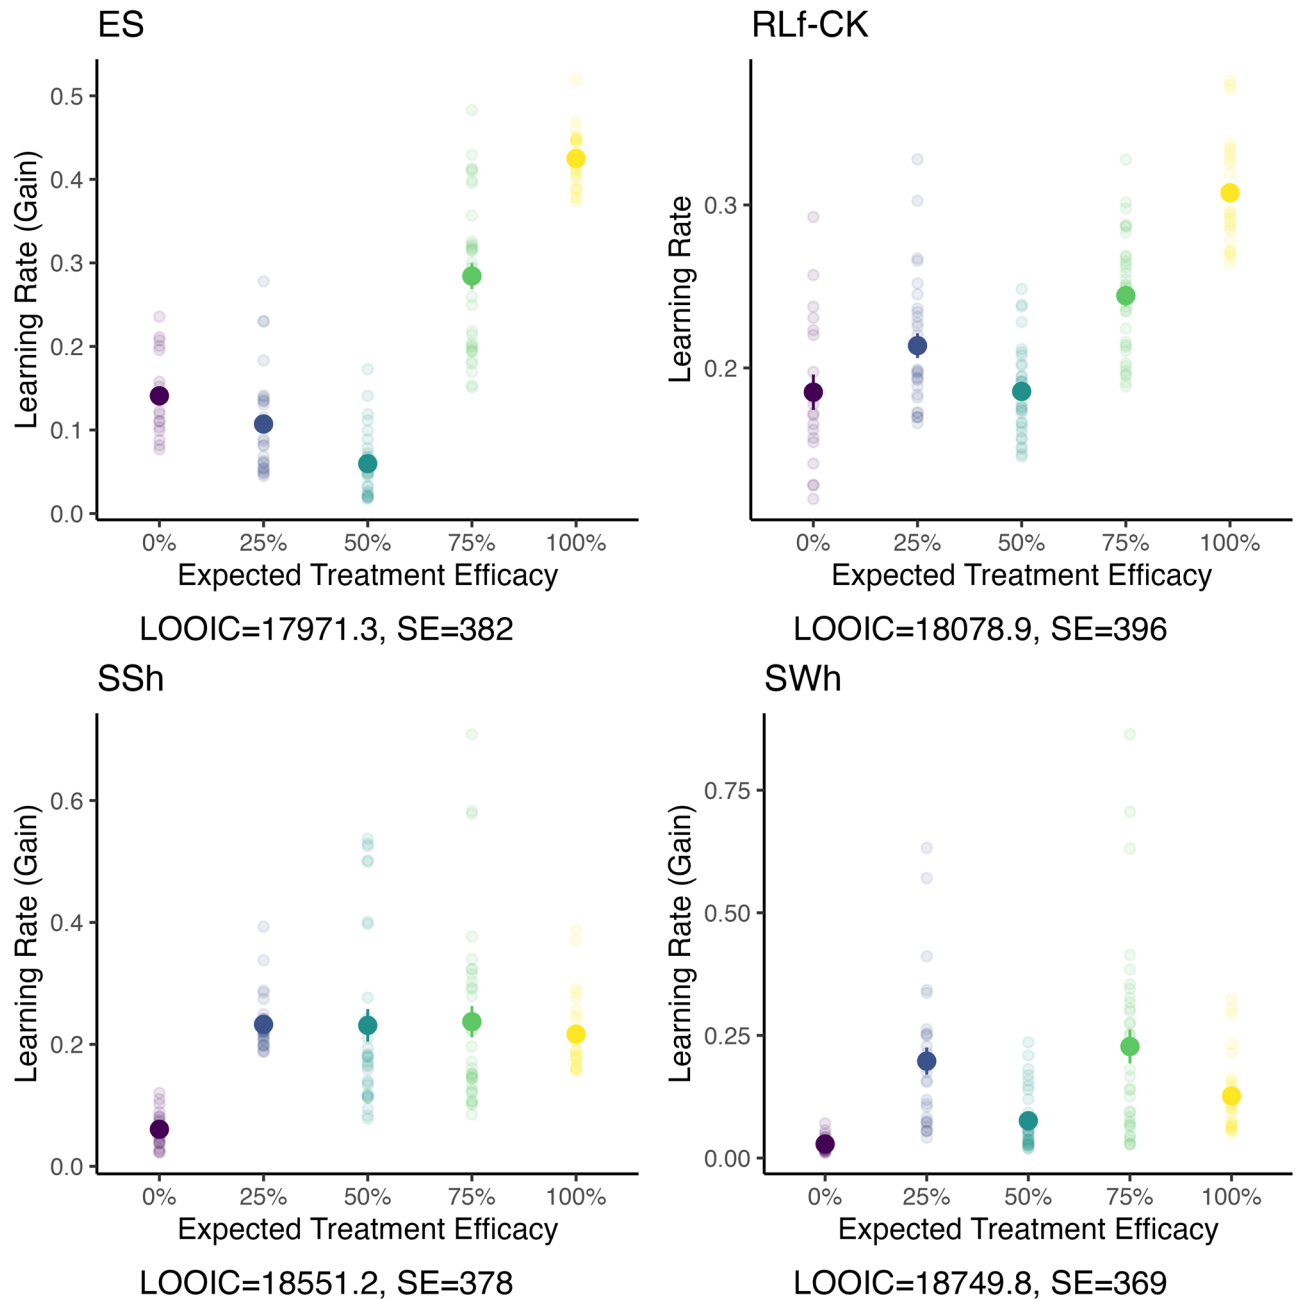 ES
Learning Rate (Gain)
0.5
0.4
0.3
0.2
0.1
0.0
0% 25% 50% 75% 100%
Expected Treatment Efficacy
LOOIC=17971.3, SE=382
RLf-CK
Learning Rate
0.3
0.2
0% 25% 50% 75% 100%
Expected Treatment Efficacy
LOOIC=18078.9, SE=396
SSh
Learning Rate (Gain)
0.6
0.4
0.2
0.0
0% 25% 50% 75% 100%
Expected Treatment Efficacy
LOOIC=18551.2, SE=378
SWh
Learning Rate (Gain)
0.75
0.50
0.25
0.00
0% 25% 50% 75% 100%
Expected Treatment Efficacy
LOOIC=18749.8, SE=369